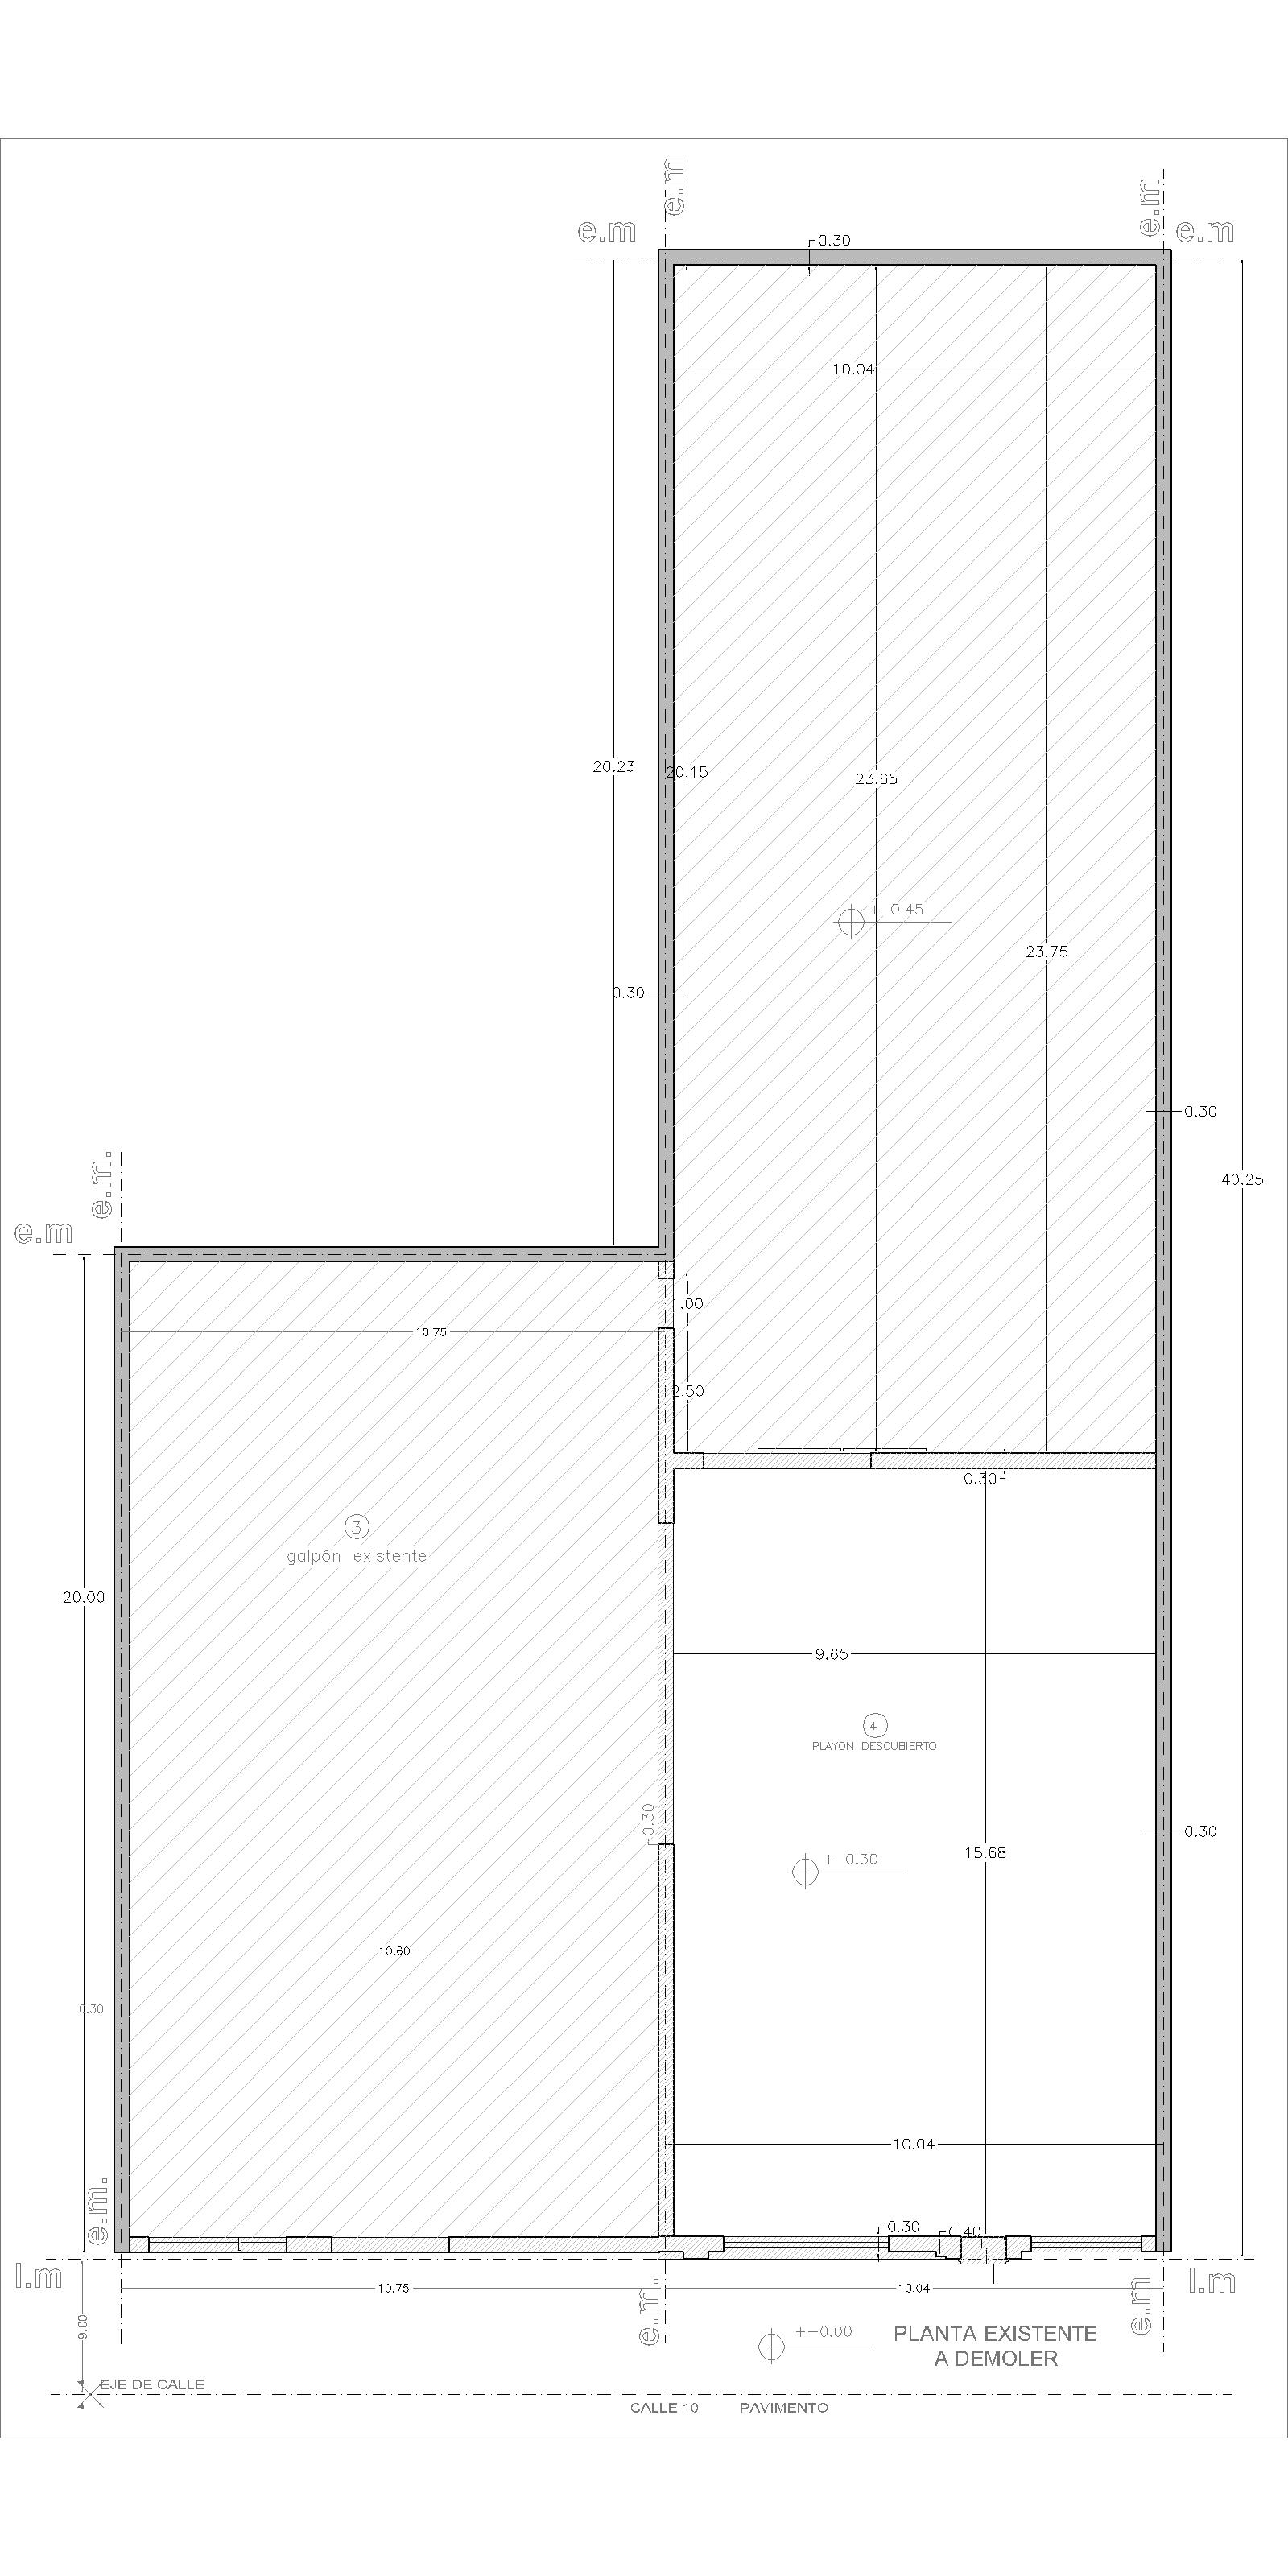 e.m
e.m
e.m
e.m
0.30
10.04
20.23
20.15
23.65
+ 0.45
23.75
0.30
0.30
40.25
e.m.
e.m
1.00
10.75
2.50
0.30
3
galpón existente
20.00
9.65
4
PLAYON DESCUBIERTO
0.30
0.30
15.68
+ 0.30
10.60
0.30
10.04
e.m.
0.30
0.40
l.m
10.75
10.04
l.m
e.m.
e.m
9.00
+-0.00
PLANTA EXISTENTE
A DEMOLER
EJE DE CALLE
CALLE 10 PAVIMENTO